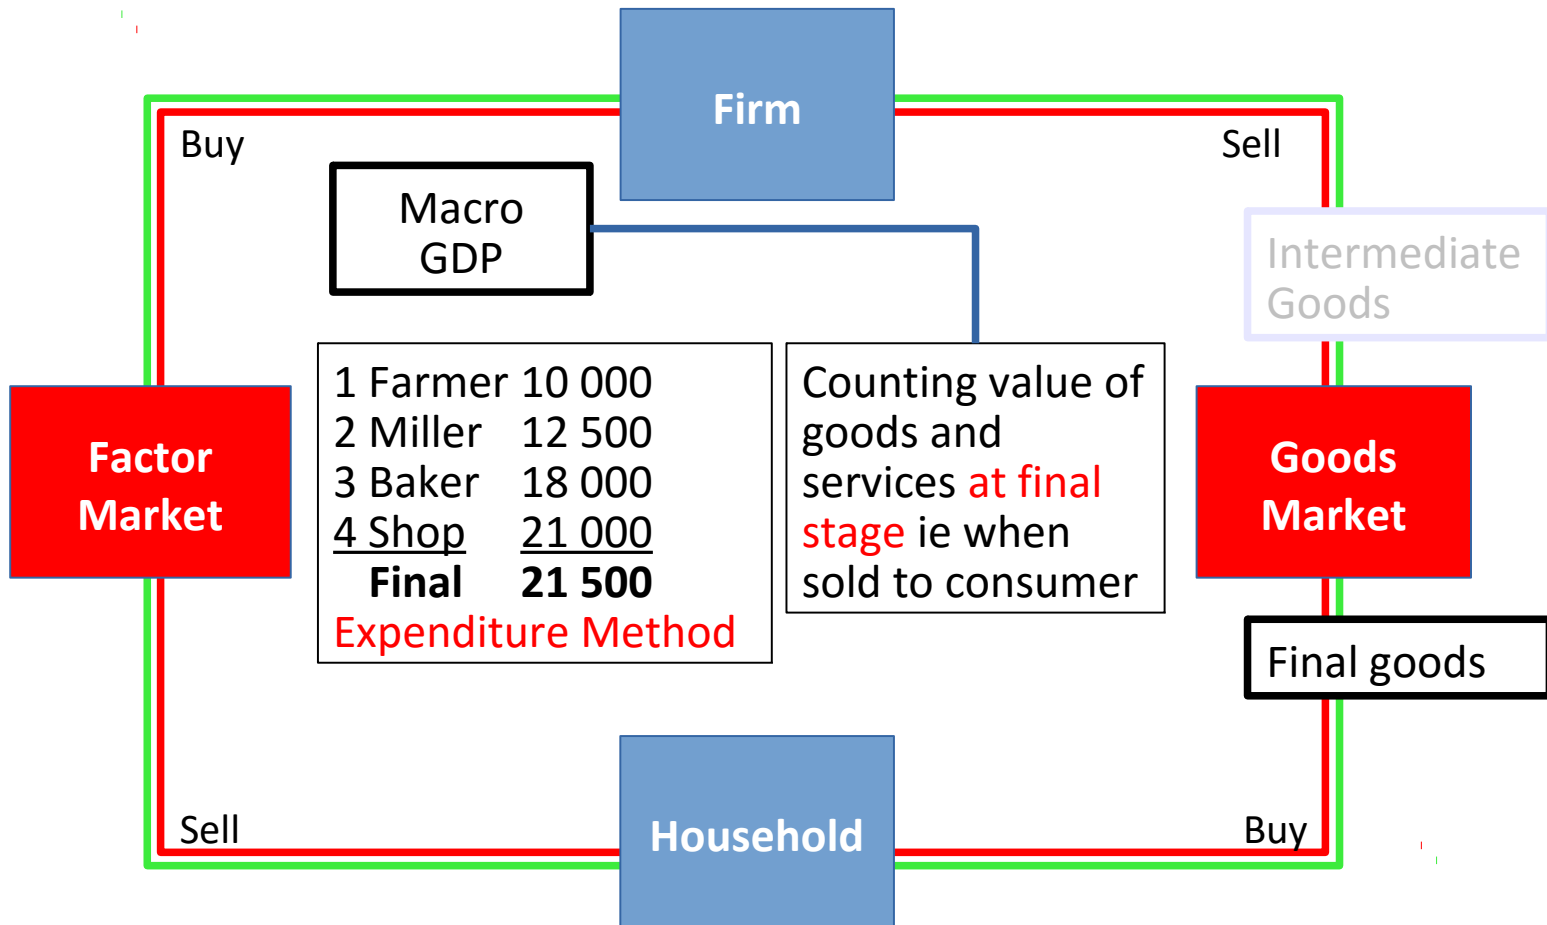 Firm
Buy
Sell
Macro
GDP
Intermediate
Goods
1 Farmer 10 000
2 Miller 12 500
3 Baker 18 000
4 Shop 21 000
Final 21 500
Expenditure Method
Counting value of
goods and
services at final
stage ie when
sold to consumer
Factor
Market
Goods
Market
Final goods
Sell
Household
Buy